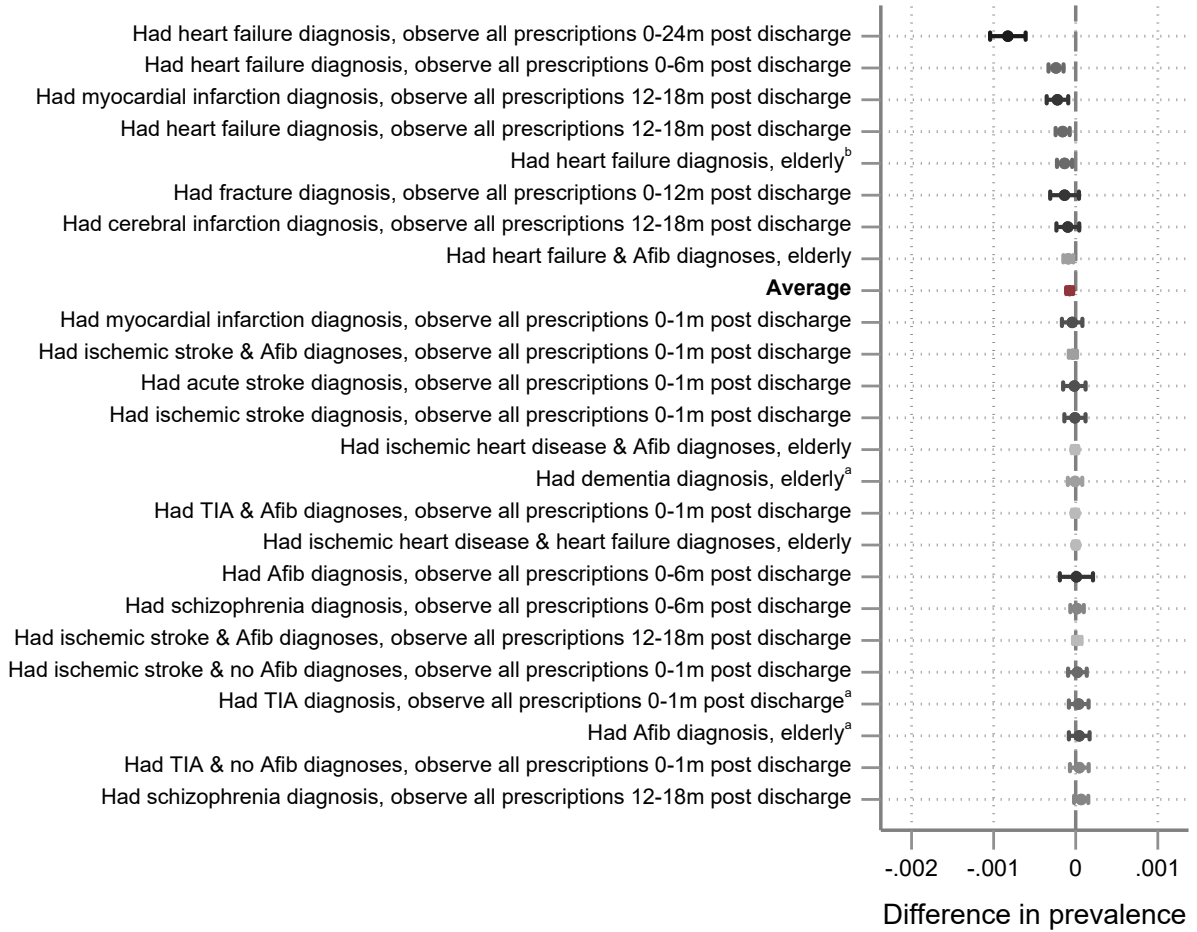 Had heart failure diagnosis, observe all prescriptions 0-24m post discharge
Had heart failure diagnosis, observe all prescriptions 0-6m post discharge
Had myocardial infarction diagnosis, observe all prescriptions 12-18m post discharge
Had heart failure diagnosis, observe all prescriptions 12-18m post discharge
Had heart failure diagnosis, elderlyᵇ
Had fracture diagnosis, observe all prescriptions 0-12m post discharge
Had cerebral infarction diagnosis, observe all prescriptions 12-18m post discharge
Had heart failure & Afib diagnoses, elderly
Average
Had myocardial infarction diagnosis, observe all prescriptions 0-1m post discharge
Had ischemic stroke & Afib diagnoses, observe all prescriptions 0-1m post discharge
Had acute stroke diagnosis, observe all prescriptions 0-1m post discharge
Had ischemic stroke diagnosis, observe all prescriptions 0-1m post discharge
Had ischemic heart disease & Afib diagnoses, elderly
Had dementia diagnosis, elderlyᵃ
Had TIA & Afib diagnoses, observe all prescriptions 0-1m post discharge
Had ischemic heart disease & heart failure diagnoses, elderly
Had Afib diagnosis, observe all prescriptions 0-6m post discharge
Had schizophrenia diagnosis, observe all prescriptions 0-6m post discharge
Had ischemic stroke & Afib diagnoses, observe all prescriptions 12-18m post discharge
Had ischemic stroke & no Afib diagnoses, observe all prescriptions 0-1m post discharge
Had TIA diagnosis, observe all prescriptions 0-1m post dischargeᵃ
Had Afib diagnosis, elderlyᵃ
Had TIA & no Afib diagnoses, observe all prescriptions 0-1m post discharge
Had schizophrenia diagnosis, observe all prescriptions 12-18m post discharge
-.002 -.001 0 .001
Difference in prevalence